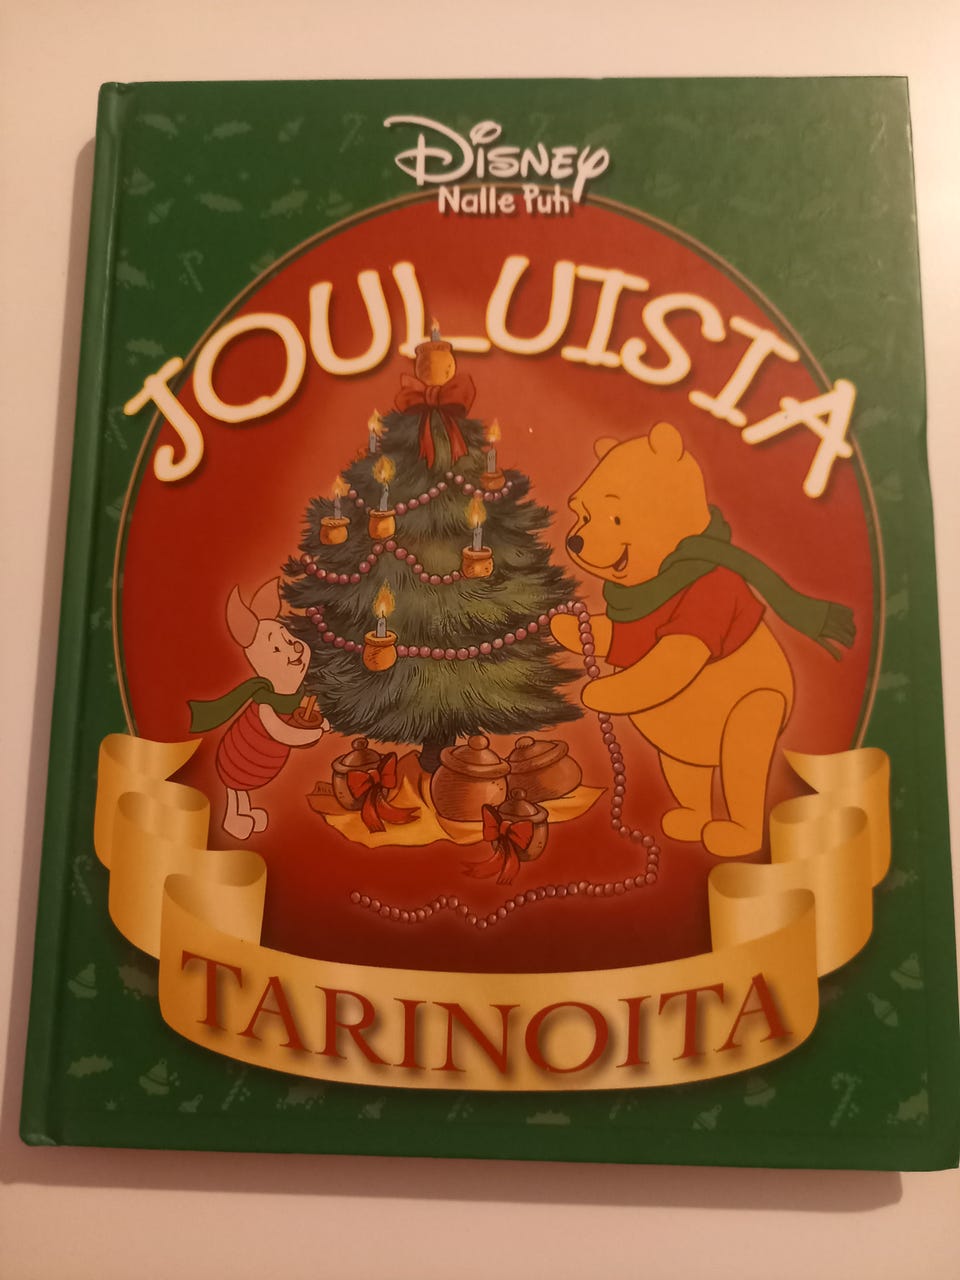 Disney
Nalle Puh
JOULUISIA
TARINOITA